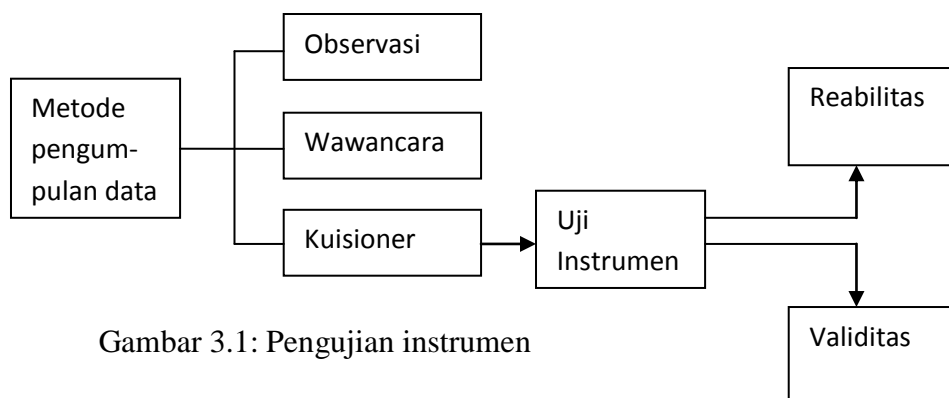 Observasi
Metode
pengum-
pulan data
Wawancara
Kuisioner
Uji
Instrumen
Reabilitas
Validitas
Gambar 3.1: Pengujian instrumen